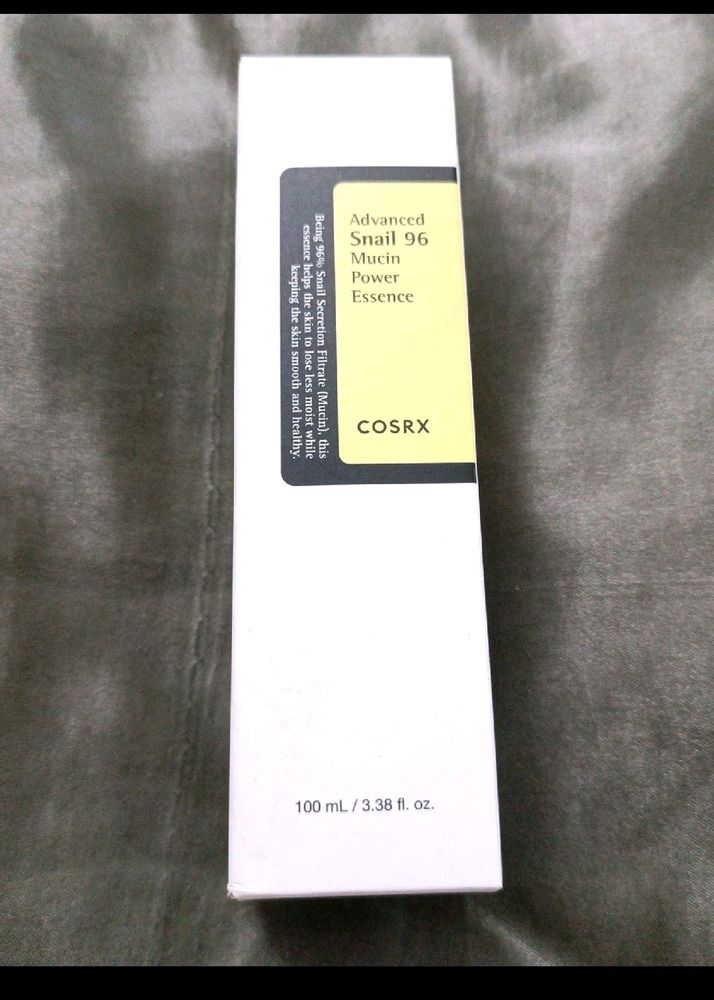 Advanced
Snail 96
Mucin
Power
Essence
COSRX
Being 96% Snail Secretion Filtrate (Mucin), this
essence helps the skin to lose less moist while
keeping the skin smooth and healthy.
100 mL / 3.38 fl. oz.